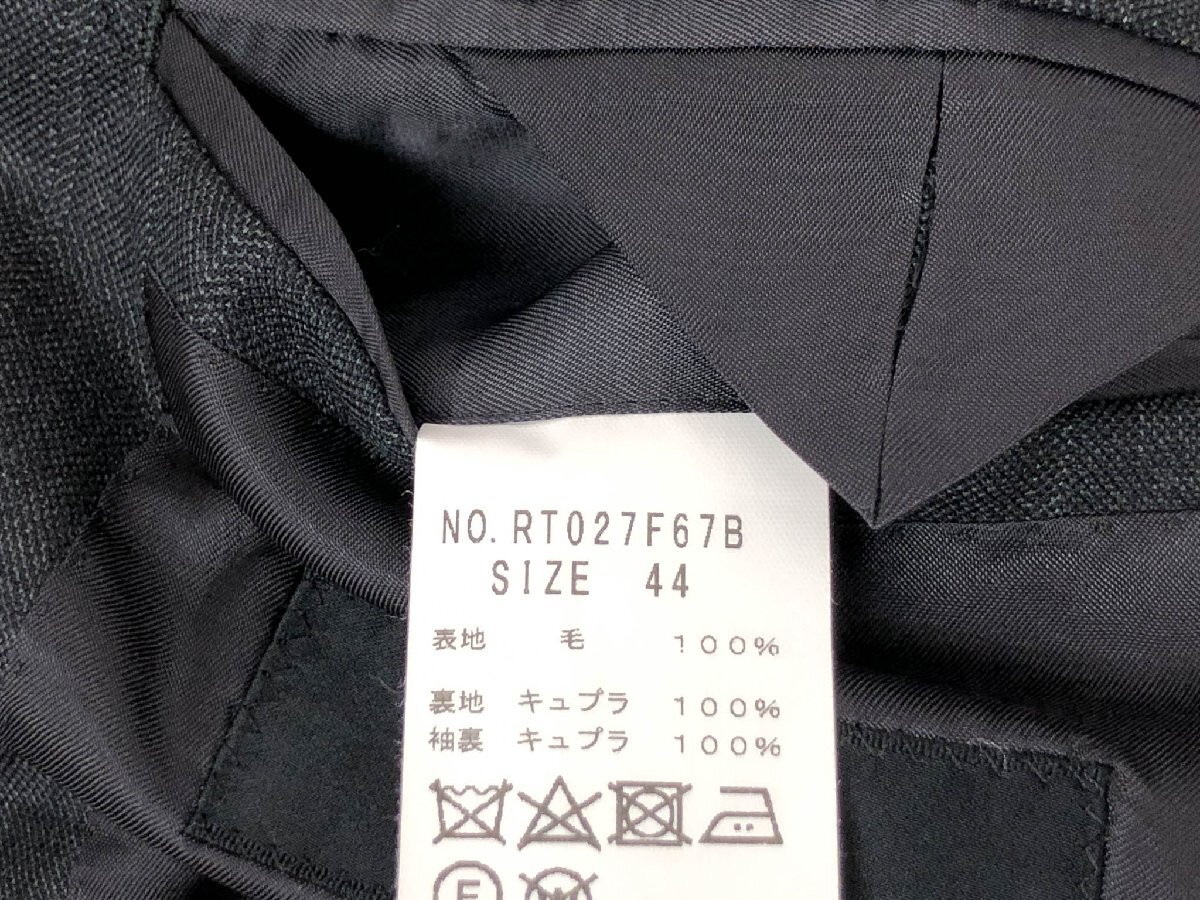 NO. RT027F67B
SIZE 44
表地 毛 100%
裏地 キュプラ 100%
袖裏 キュプラ 100%